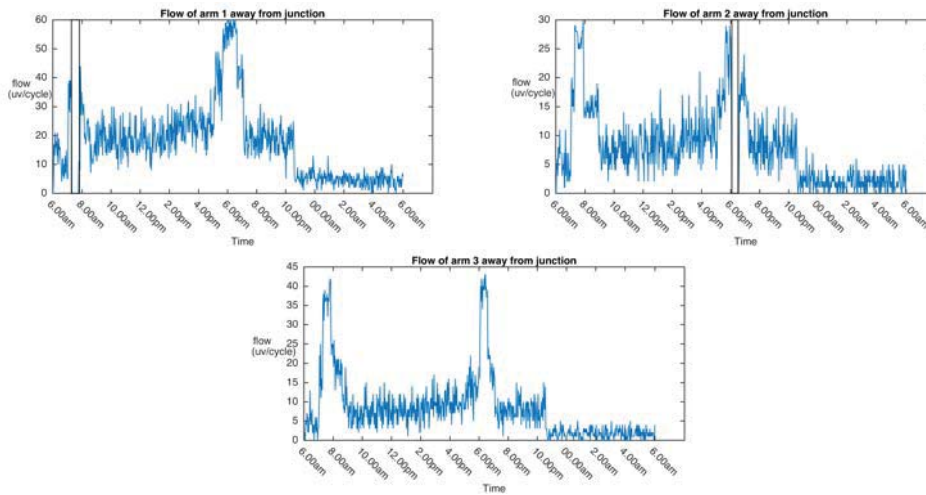 Flow of arm 1 away from junction
60
50
40
flow
(uv/cycle)
30
20
10
0
6.00am
8.00am
10.00am
12.00pm
2.00pm
4.00pm
6.00pm
8.00pm
10.00pm
00.00am
2.00am
4.00am
6.00am
Time
Flow of arm 2 away from junction
30
25
20
flow
(uv/cycle)
15
10
5
0
6.00am
8.00am
10.00am
12.00pm
2.00pm
4.00pm
6.00pm
8.00pm
10.00pm
00.00am
2.00am
4.00am
6.00am
Time
Flow of arm 3 away from junction
45
40
35
30
flow
(uv/cycle)
25
20
15
10
5
0
6.00am
8.00am
10.00am
12.00pm
2.00pm
4.00pm
6.00pm
8.00pm
10.00pm
00.00am
2.00am
4.00am
6.00am
Time